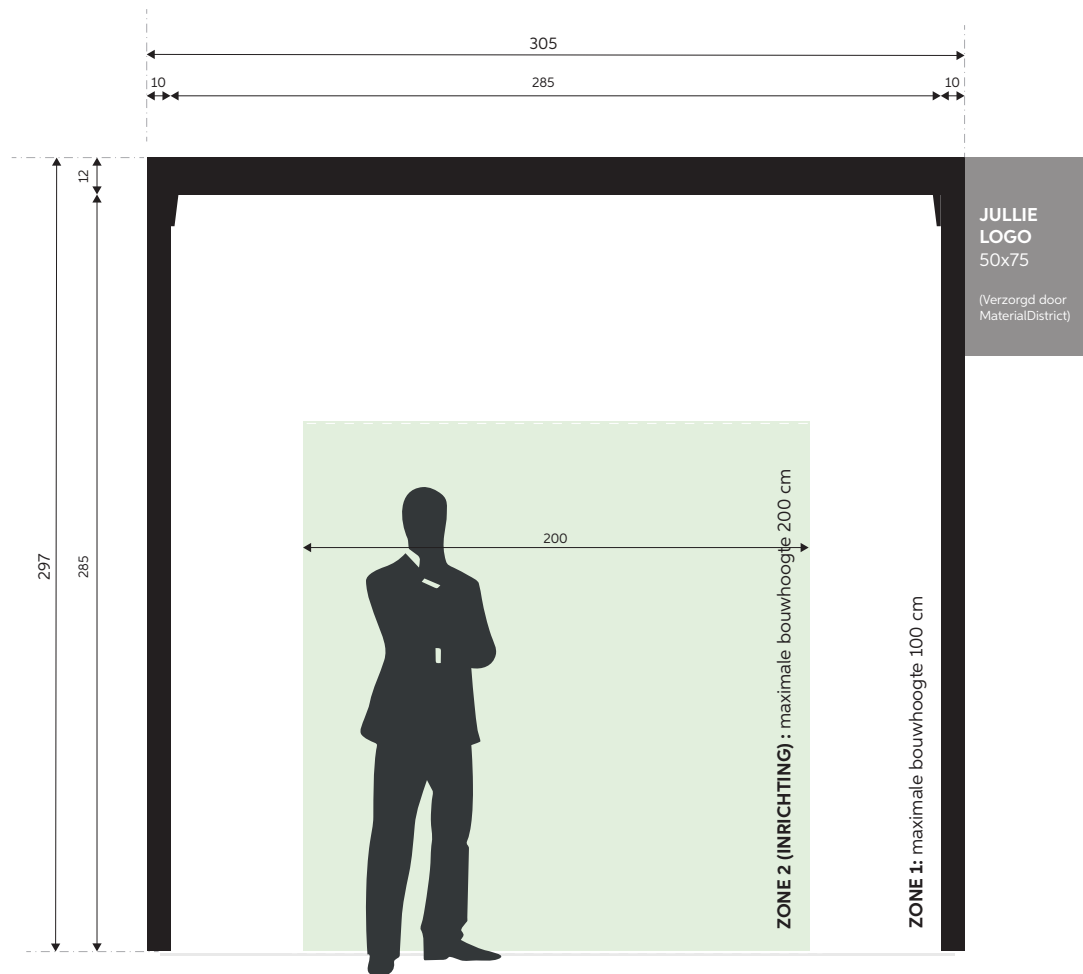 305
10
285
10
12
297
285
JULLIE
LOGO
50x75
(Verzorgd door
MaterialDistrict)
200
ZONE 2 (INRICHTING) : maximale bouwhoogte 200 cm
ZONE 1: maximale bouwhoogte 100 cm